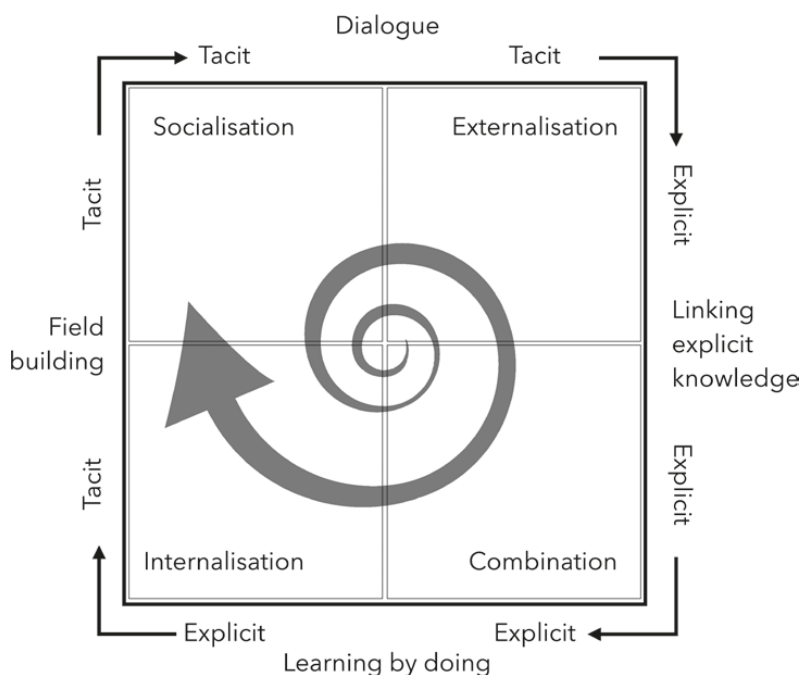 Dialogue
Tacit
Tacit
Socialisation
Externalisation
Tacit
Explicit
Field
building
Linking
explicit
knowledge
Tacit
Explicit
Internalisation
Combination
Explicit
Explicit
Learning by doing